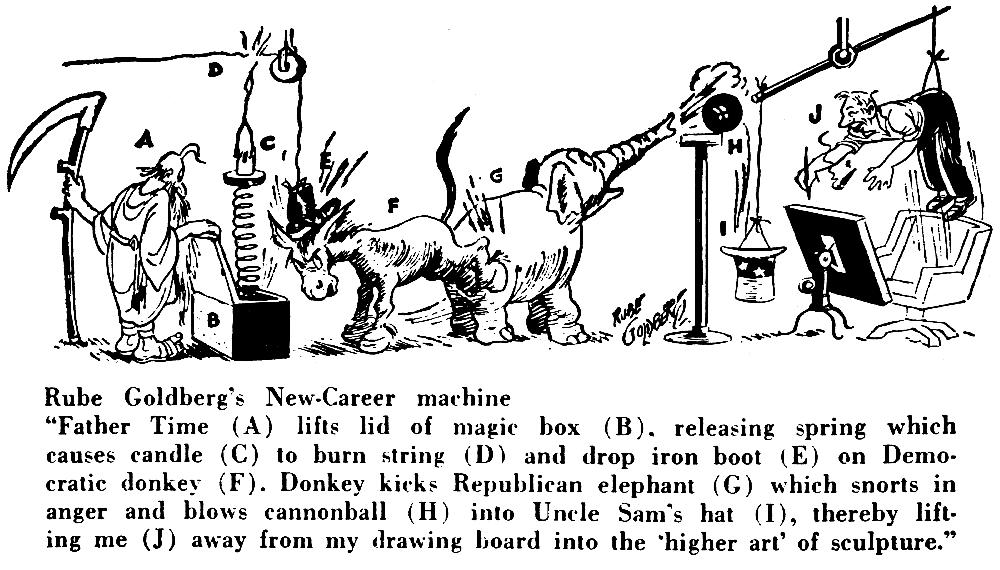 A
B
C
D
E
F
G
H
I
J
RUBE GOLDBERG
Rube Goldberg's New-Career machine
"Father Time (A) lifts lid of magic box (B), releasing spring which
causes candle (C) to burn string (D) and drop iron boot (E) on Demo-
cratic donkey (F). Donkey kicks Republican elephant (G) which snorts in
anger and blows cannonball (H) into Uncle Sam's hat (I), thereby lift-
ing me (J) away from my drawing board into the 'higher art' of sculpture."